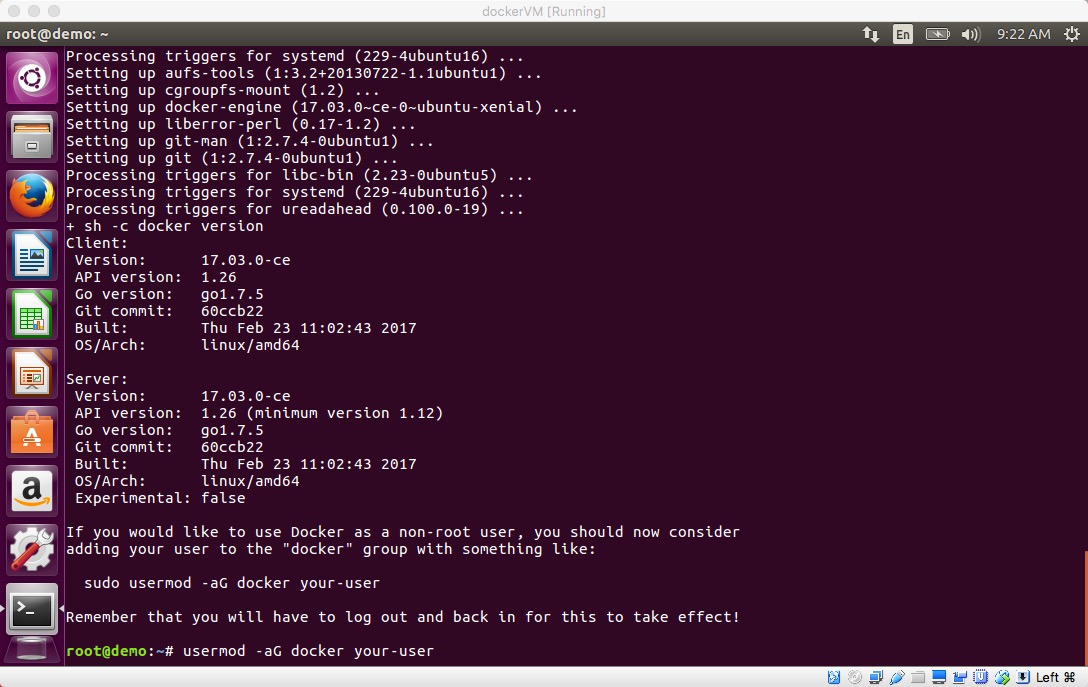 dockerVM [Running]
root@demo: ~
En
9:22 AM
Processing triggers for systemd (229-4ubuntu16) ...
Setting up aufs-tools (1:3.2+20130722-1.1ubuntu1) ...
Setting up cgroupfs-mount (1.2) ...
Setting up docker-engine (17.03.0~ce-0~ubuntu-xenial) ...
Setting up liberror-perl (0.17-1.2) ...
Setting up git-man (1:2.7.4-0ubuntu1) ...
Setting up git (1:2.7.4-0ubuntu1) ...
Processing triggers for libc-bin (2.23-0ubuntu5) ...
Processing triggers for systemd (229-4ubuntu16) ...
Processing triggers for ureadahead (0.100.0-19) ...
+ sh -c docker version
Client:
 Version:      17.03.0-ce
 API version:  1.26
 Go version:   go1.7.5
 Git commit:   60ccb22
 Built:        Thu Feb 23 11:02:43 2017
 OS/Arch:      linux/amd64

Server:
 Version:      17.03.0-ce
 API version:  1.26 (minimum version 1.12)
 Go version:   go1.7.5
 Git commit:   60ccb22
 Built:        Thu Feb 23 11:02:43 2017
 OS/Arch:      linux/amd64
 Experimental: false

If you would like to use Docker as a non-root user, you should now consider
adding your user to the "docker" group with something like:

  sudo usermod -aG docker your-user

Remember that you will have to log out and back in for this to take effect!

root@demo:~# usermod -aG docker your-user
Left ⌘